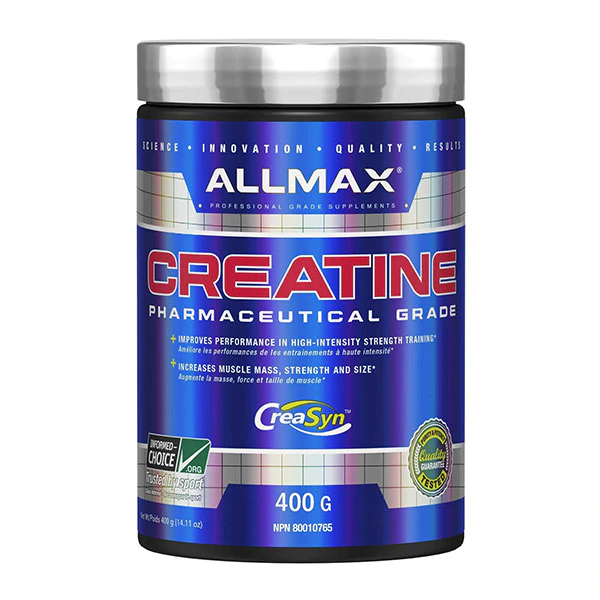 SCIENCE • INNOVATION • QUALITY • RESULTS
ALLMAX®
• PROFESSIONAL GRADE SUPPLEMENTS •
CREATINE
PHARMACEUTICAL GRADE
+ IMPROVES PERFORMANCE IN HIGH-INTENSITY STRENGTH TRAINING*
Améliore les performances de les entrainements à haute intensité*
+ INCREASES MUSCLE MASS, STRENGTH AND SIZE*
Augmente la masse, force et taille de muscle*
CreaSyn™
INFORMED-
CHOICE
.ORG
Trusted by sport
Quality
GUARANTEE
TESTED
400 G
NPN 80010765
Net Wt/Poids 400 g (14.11 oz)